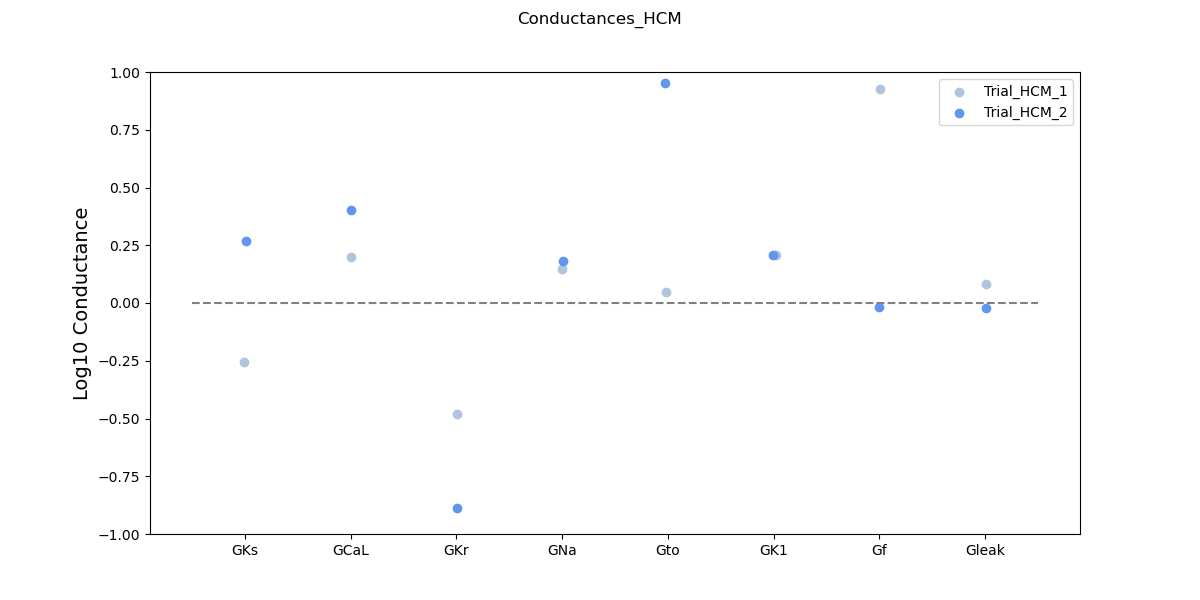 Conductances_HCM
Log10 Conductance
1.00
0.75
0.50
0.25
0.00
−0.25
−0.50
−0.75
−1.00
Trial_HCM_1
Trial_HCM_2
GKs GCaL GKr GNa Gto GK1 Gf Gleak